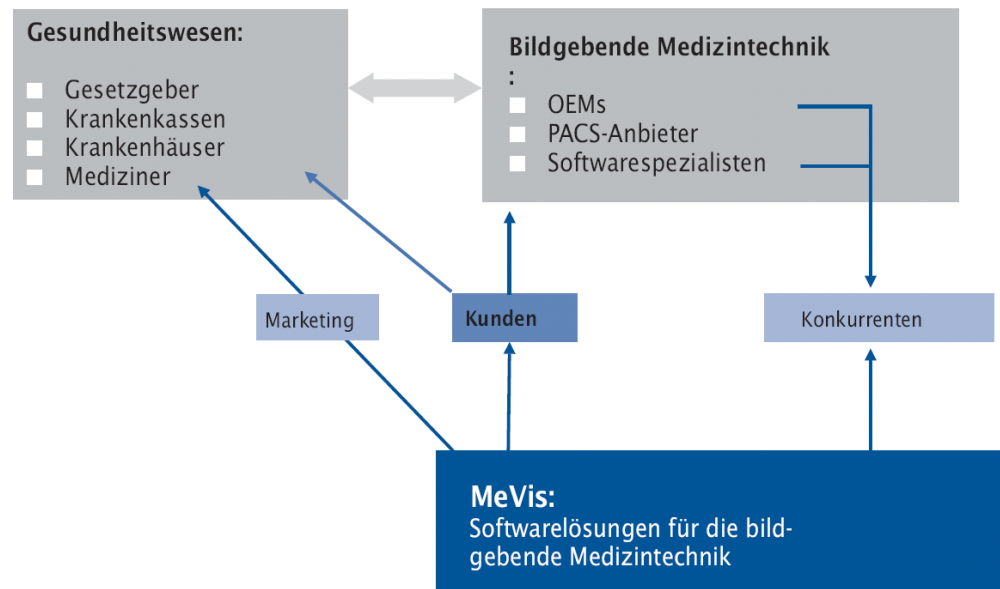 Gesundheitswesen:
Gesetzgeber
Krankenkassen
Krankenhäuser
Mediziner
Bildgebende Medizintechnik
:
OEMs
PACS-Anbieter
Softwarespezialisten
Marketing
Kunden
Konkurrenten
MeVis:
Softwarelösungen für die bild-
gebende Medizintechnik